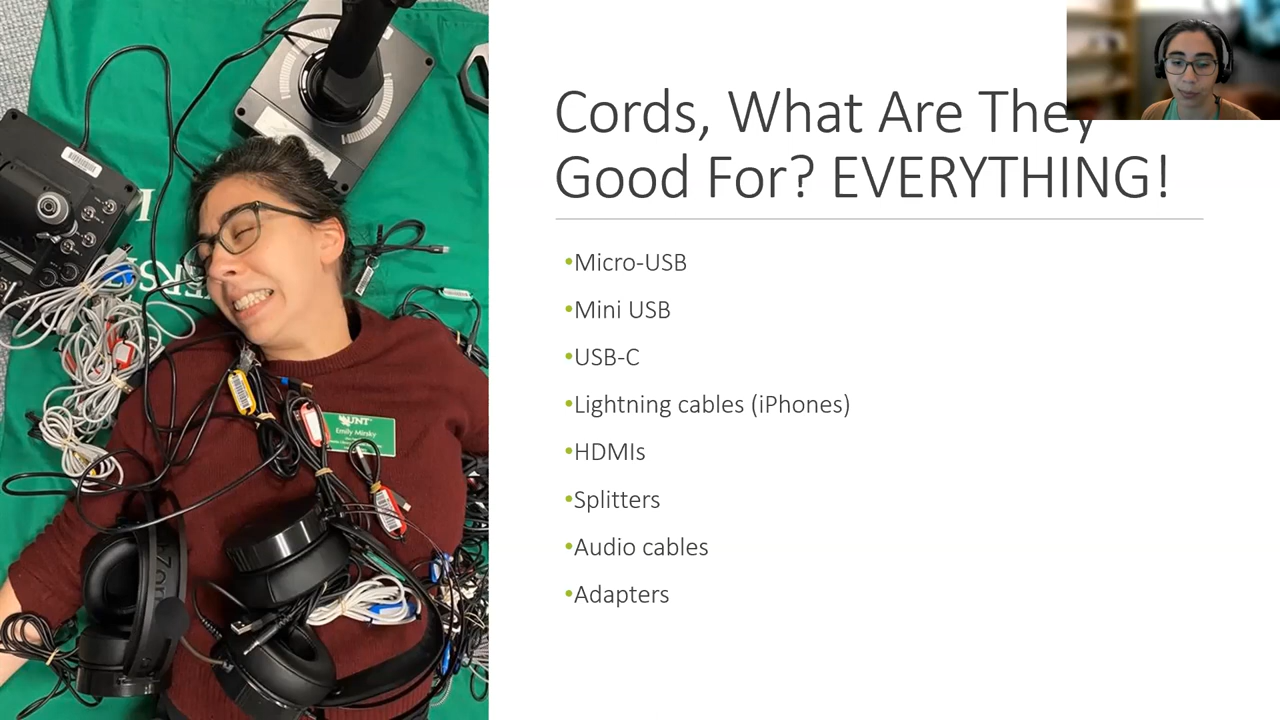 Cords, What Are They
Good For? EVERYTHING!
•Micro-USB
•Mini USB
•USB-C
•Lightning cables (iPhones)
•HDMIs
•Splitters
•Audio cables
•Adapters
UNT
Emily Mirsky